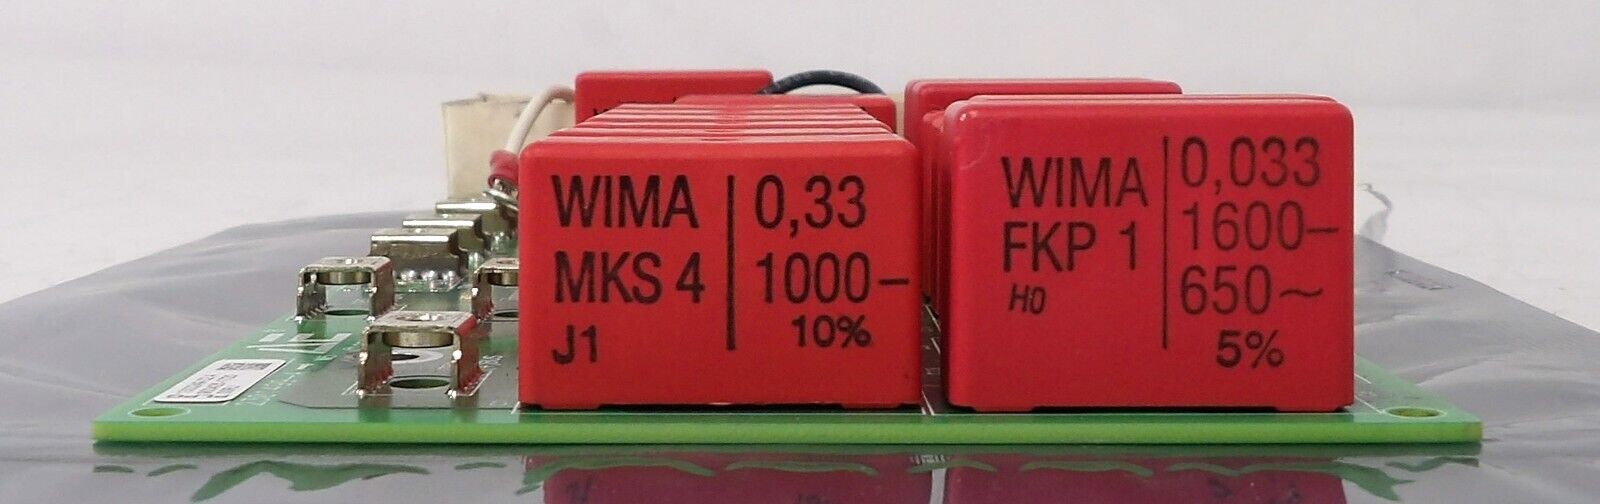 WIMA 0,33
MKS 4 1000–
J1 10%
WIMA 0,033
FKP 1 1600–
H0 650~
5%